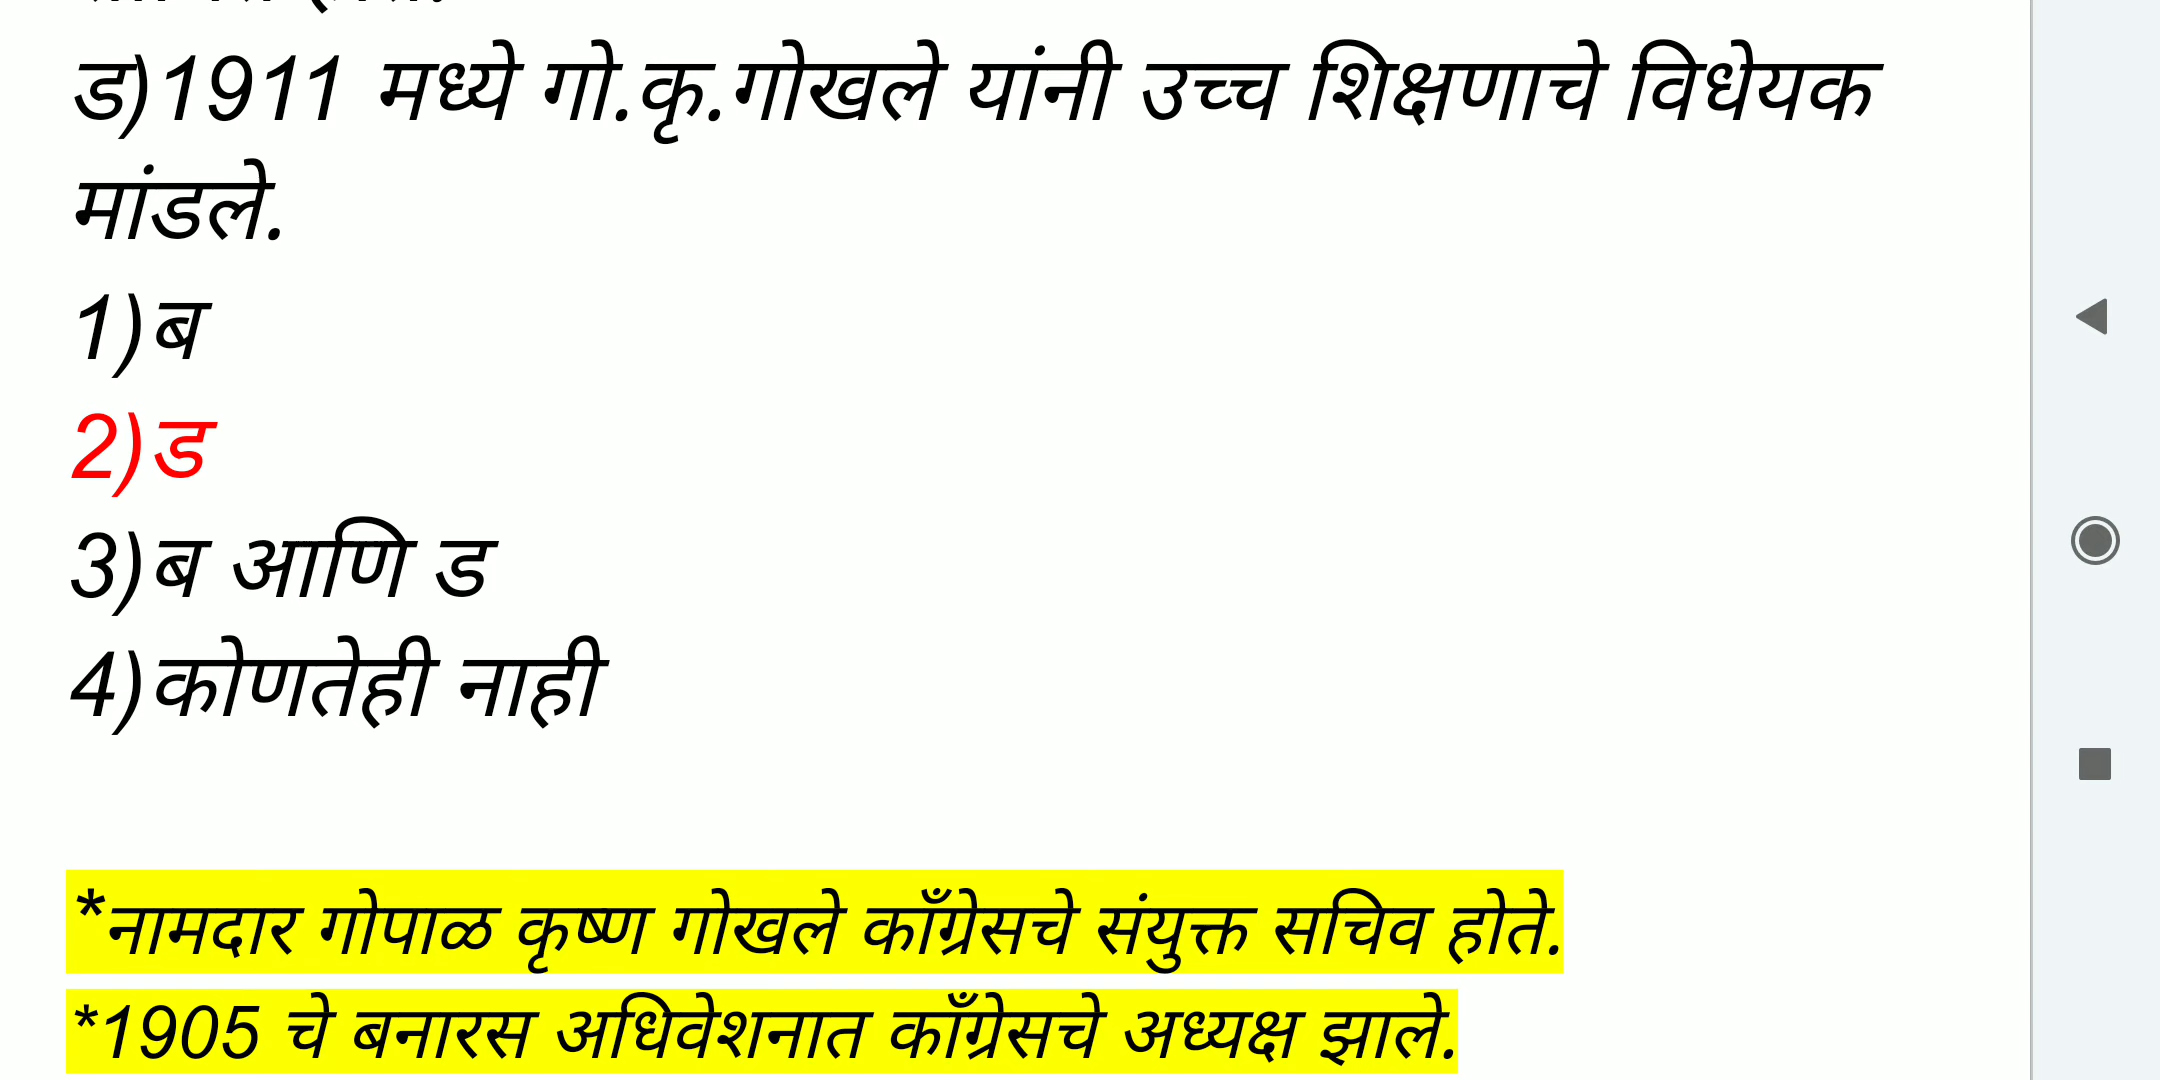 ड)1911 मध्ये गो.कृ.गोखले यांनी उच्च शिक्षणाचे विधेयक
मांडले.
1)ब
2)ड
3)ब आणि ड
4)कोणतेही नाही
*नामदार गोपाळ कृष्ण गोखले काँग्रेसचे संयुक्त सचिव होते.
*1905 चे बनारस अधिवेशनात काँग्रेसचे अध्यक्ष झाले.